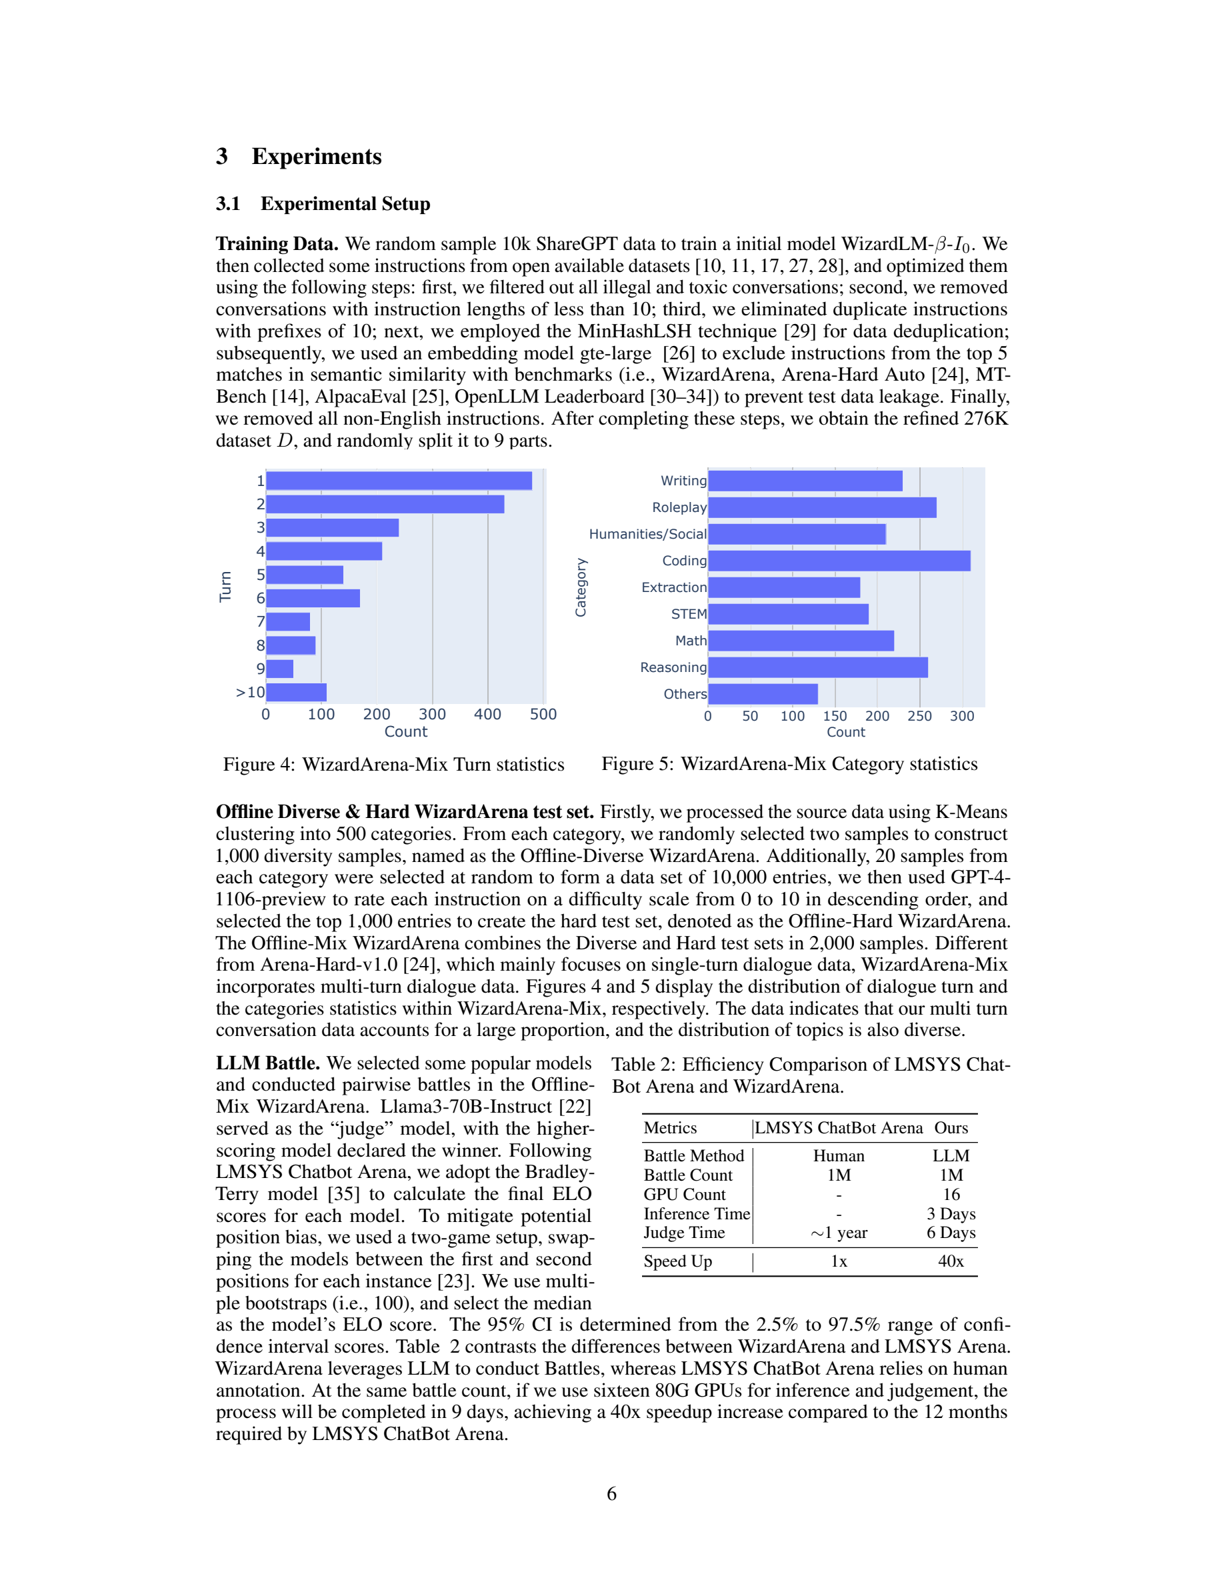 3 Experiments
3.1 Experimental Setup
Training Data. We random sample 10k ShareGPT data to train a initial model WizardLM-β-I₀. We
then collected some instructions from open available datasets [10, 11, 17, 27, 28], and optimized them
using the following steps: first, we filtered out all illegal and toxic conversations; second, we removed
conversations with instruction lengths of less than 10; third, we eliminated duplicate instructions
with prefixes of 10; next, we employed the MinHashLSH technique [29] for data deduplication;
subsequently, we used an embedding model gte-large [26] to exclude instructions from the top 5
matches in semantic similarity with benchmarks (i.e., WizardArena, Arena-Hard Auto [24], MT-
Bench [14], AlpacaEval [25], OpenLLM Leaderboard [30–34]) to prevent test data leakage. Finally,
we removed all non-English instructions. After completing these steps, we obtain the refined 276K
dataset D, and randomly split it to 9 parts.
Turn
1
2
3
4
5
6
7
8
9
>10
0 100 200 300 400 500
Count
Category
Writing
Roleplay
Humanities/Social
Coding
Extraction
STEM
Math
Reasoning
Others
0 50 100 150 200 250 300
Count
Figure 4: WizardArena-Mix Turn statistics
Figure 5: WizardArena-Mix Category statistics
Offline Diverse & Hard WizardArena test set. Firstly, we processed the source data using K-Means
clustering into 500 categories. From each category, we randomly selected two samples to construct
1,000 diversity samples, named as the Offline-Diverse WizardArena. Additionally, 20 samples from
each category were selected at random to form a data set of 10,000 entries, we then used GPT-4-
1106-preview to rate each instruction on a difficulty scale from 0 to 10 in descending order, and
selected the top 1,000 entries to create the hard test set, denoted as the Offline-Hard WizardArena.
The Offline-Mix WizardArena combines the Diverse and Hard test sets in 2,000 samples. Different
from Arena-Hard-v1.0 [24], which mainly focuses on single-turn dialogue data, WizardArena-Mix
incorporates multi-turn dialogue data. Figures 4 and 5 display the distribution of dialogue turn and
the categories statistics within WizardArena-Mix, respectively. The data indicates that our multi turn
conversation data accounts for a large proportion, and the distribution of topics is also diverse.
LLM Battle. We selected some popular models
and conducted pairwise battles in the Offline-
Mix WizardArena. Llama3-70B-Instruct [22]
served as the “judge” model, with the higher-
scoring model declared the winner. Following
LMSYS Chatbot Arena, we adopt the Bradley-
Terry model [35] to calculate the final ELO
scores for each model. To mitigate potential
position bias, we used a two-game setup, swap-
ping the models between the first and second
positions for each instance [23]. We use multi-
ple bootstraps (i.e., 100), and select the median
Table 2: Efficiency Comparison of LMSYS Chat-
Bot Arena and WizardArena.
Metrics LMSYS ChatBot Arena Ours
Battle Method Human LLM
Battle Count 1M 1M
GPU Count - 16
Inference Time - 3 Days
Judge Time ~1 year 6 Days
Speed Up 1x 40x
as the model’s ELO score. The 95% CI is determined from the 2.5% to 97.5% range of confi-
dence interval scores. Table 2 contrasts the differences between WizardArena and LMSYS Arena.
WizardArena leverages LLM to conduct Battles, whereas LMSYS ChatBot Arena relies on human
annotation. At the same battle count, if we use sixteen 80G GPUs for inference and judgement, the
process will be completed in 9 days, achieving a 40x speedup increase compared to the 12 months
required by LMSYS ChatBot Arena.
6